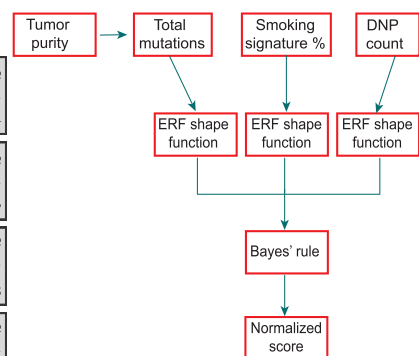 Tumor
purity
Total
mutations
Smoking
signature %
DNP
count
ERF shape
function
ERF shape
function
ERF shape
function
Bayes' rule
Normalized
score